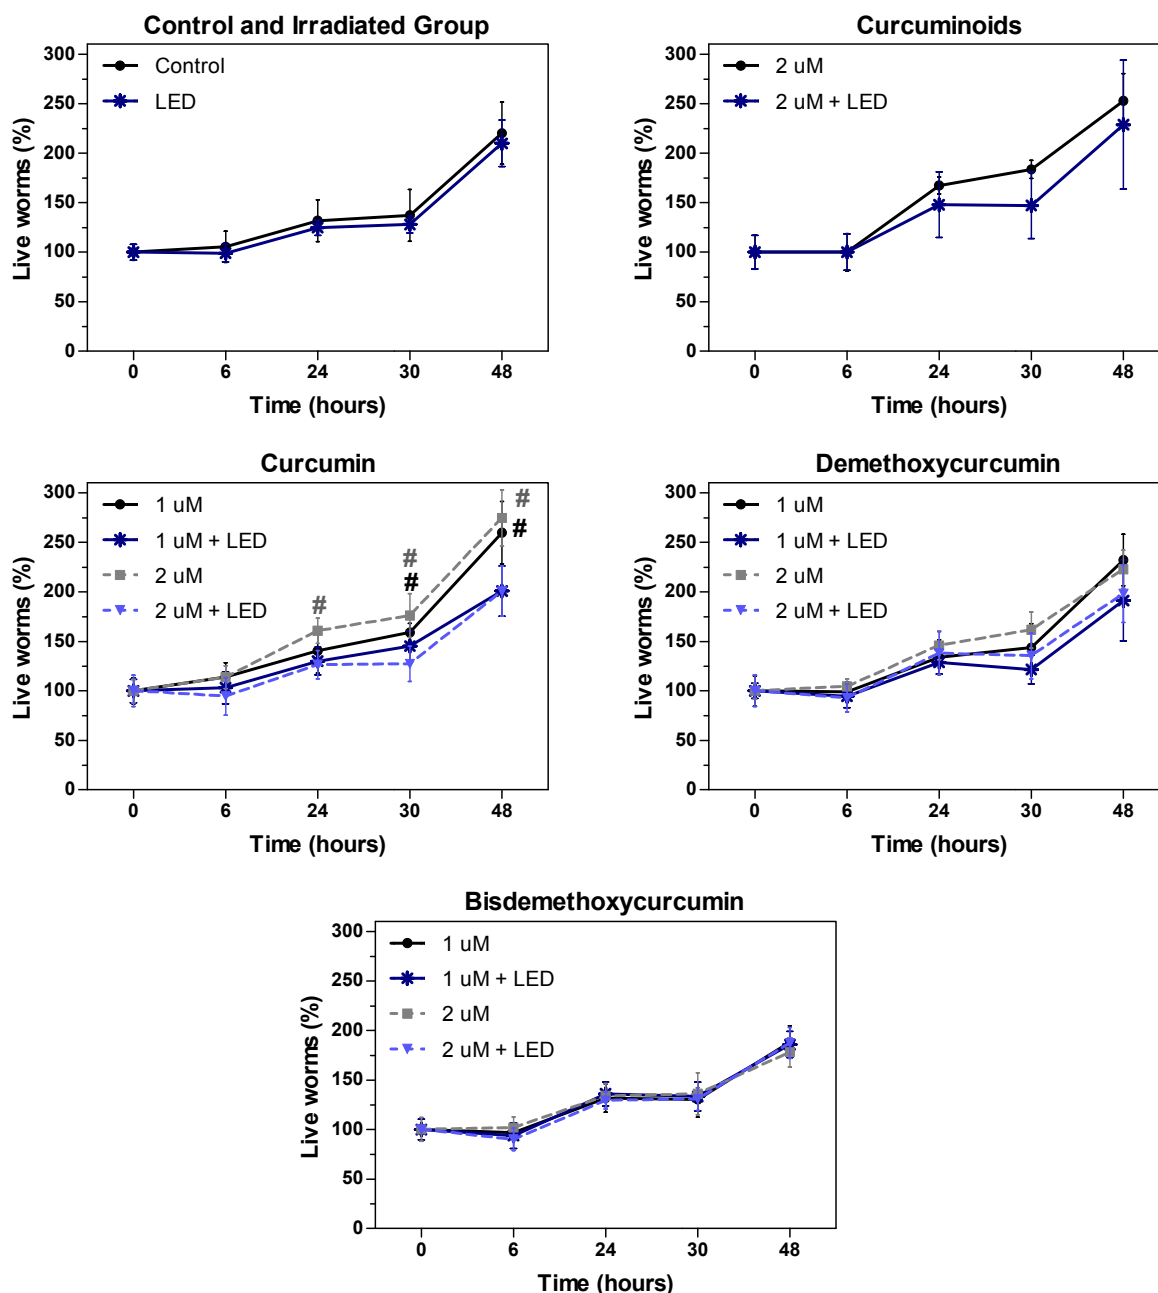 Control and Irradiated Group
Live worms (%)
300
250
200
150
100
50
0
Control
LED
0 6 24 30 48
Time (hours)
Curcuminoids
Live worms (%)
300
250
200
150
100
50
0
2 uM
2 uM + LED
0 6 24 30 48
Time (hours)
Curcumin
Live worms (%)
300
250
200
150
100
50
0
1 uM
1 uM + LED
2 uM
2 uM + LED
#
#
#
#
#
0 6 24 30 48
Time (hours)
Demethoxycurcumin
Live worms (%)
300
250
200
150
100
50
0
1 uM
1 uM + LED
2 uM
2 uM + LED
0 6 24 30 48
Time (hours)
Bisdemethoxycurcumin
Live worms (%)
300
250
200
150
100
50
0
1 uM
1 uM + LED
2 uM
2 uM + LED
0 6 24 30 48
Time (hours)